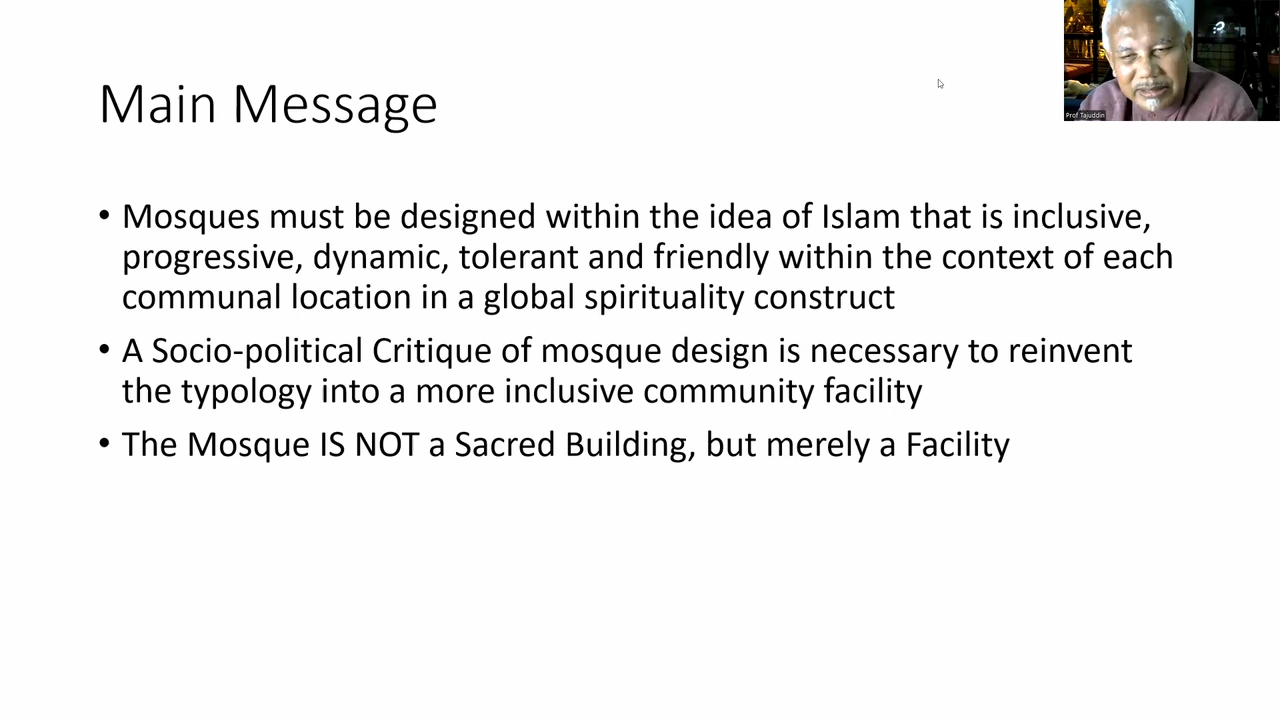 Main Message
• Mosques must be designed within the idea of Islam that is inclusive,
progressive, dynamic, tolerant and friendly within the context of each
communal location in a global spirituality construct
• A Socio-political Critique of mosque design is necessary to reinvent
the typology into a more inclusive community facility
• The Mosque IS NOT a Sacred Building, but merely a Facility
Prof Tajuddin